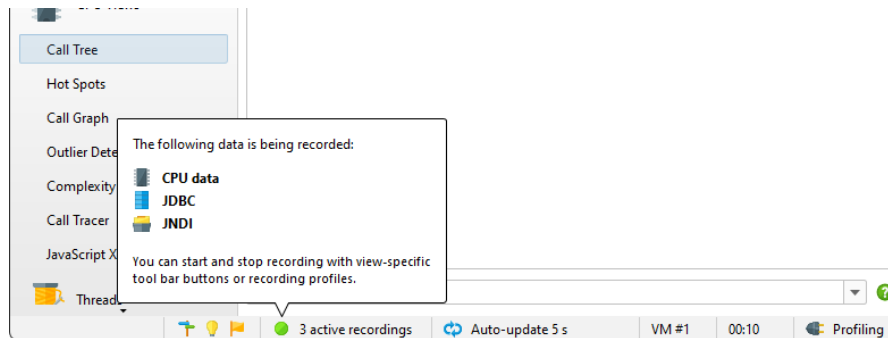 Call Tree
Hot Spots
Call Graph
Outlier Dete
Complexity
Call Tracer
JavaScript X
Threads
The following data is being recorded:
CPU data
JDBC
JNDI
You can start and stop recording with view-specific
tool bar buttons or recording profiles.
3 active recordings
Auto-update 5 s
VM #1
00:10
Profiling